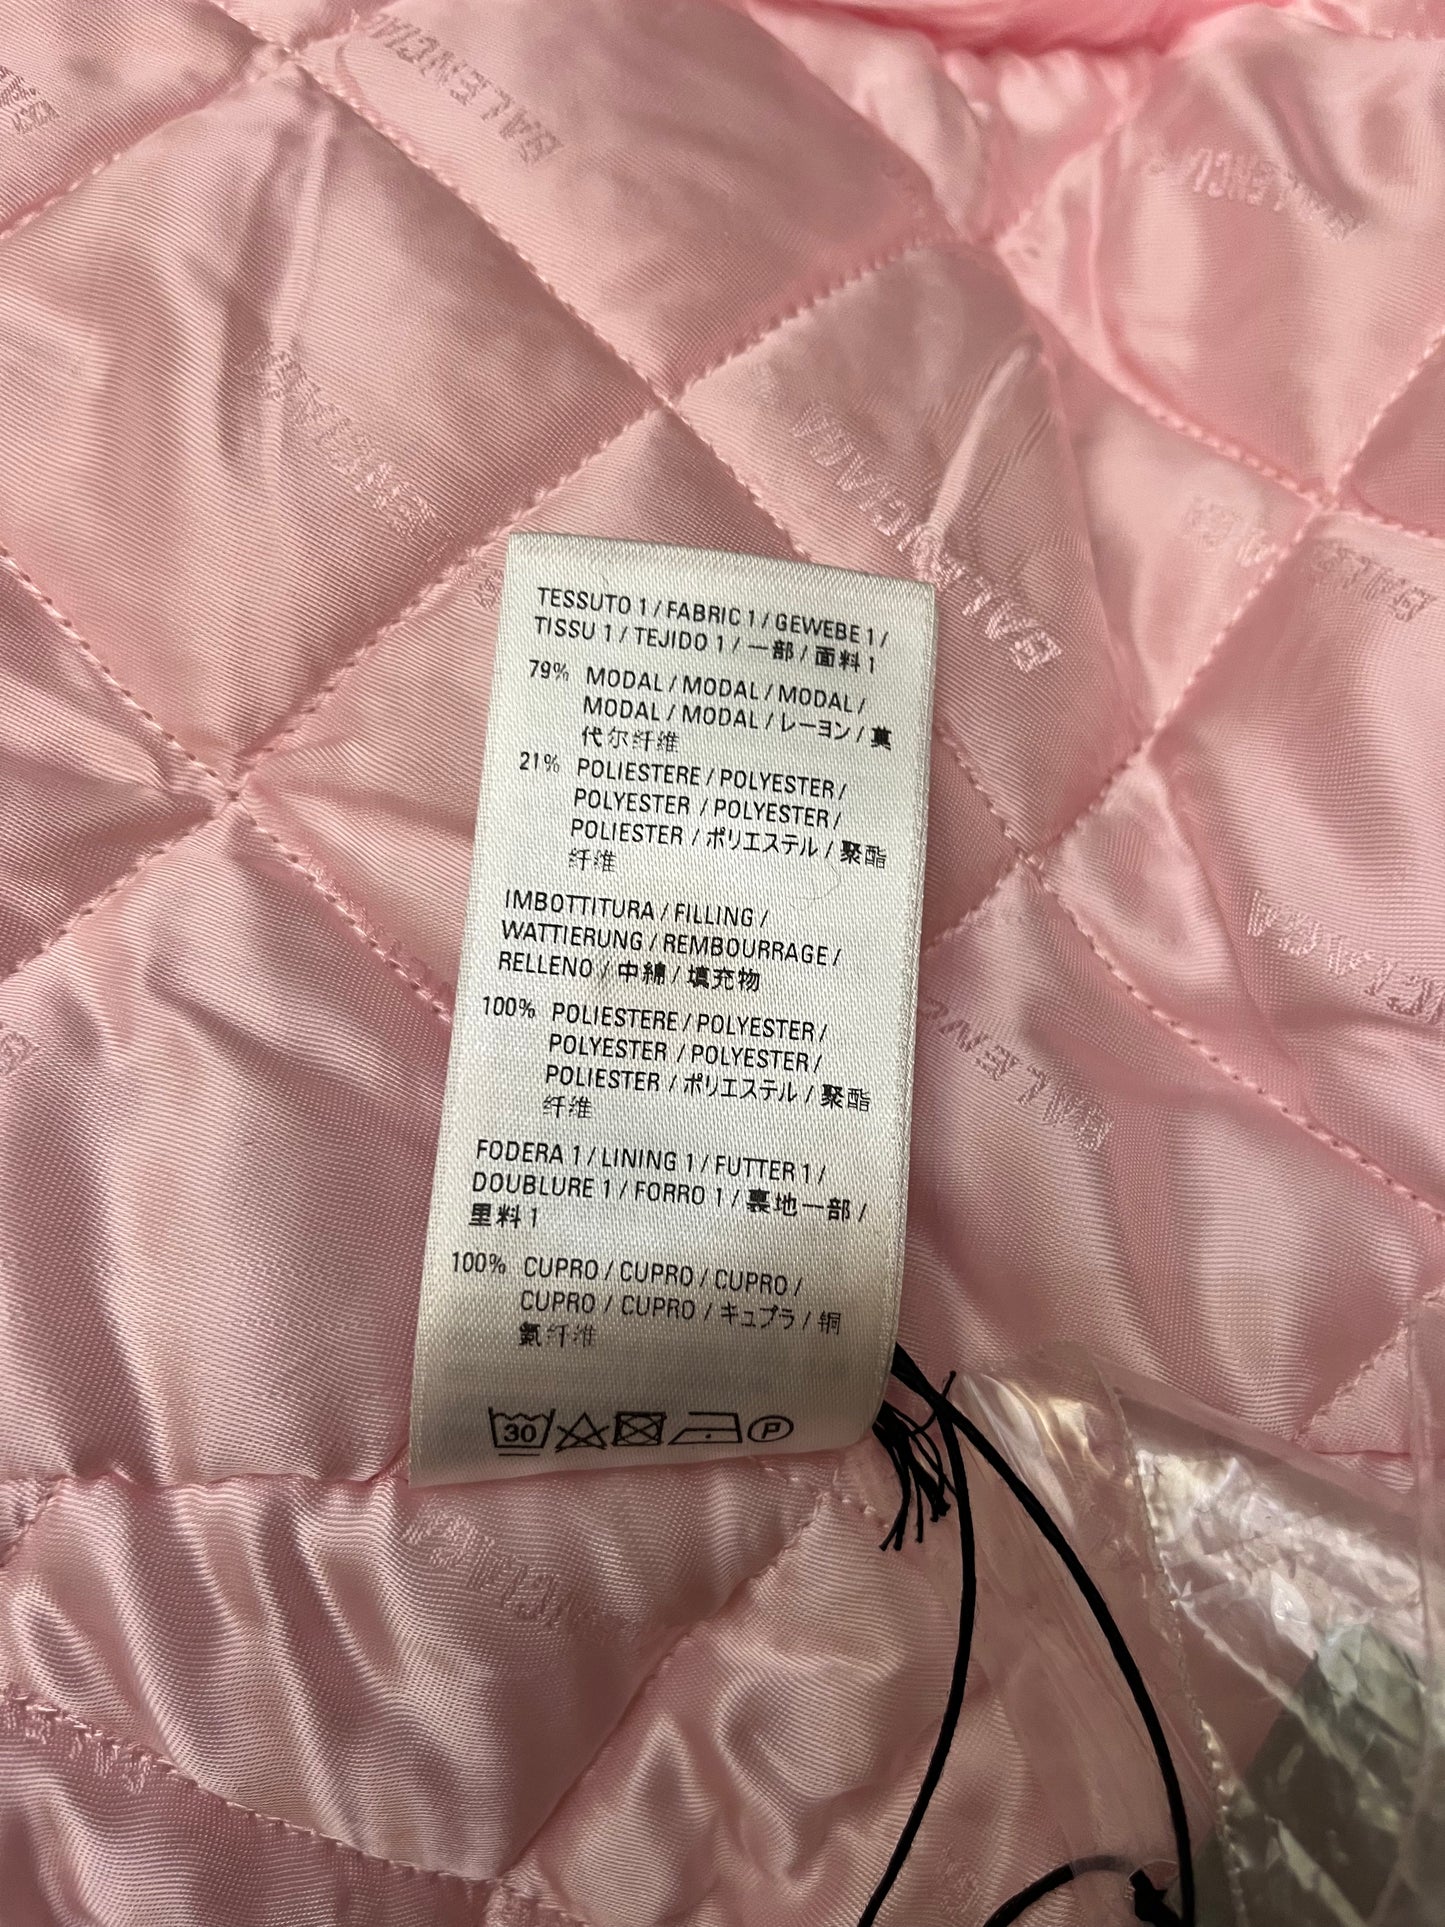 BALENCIAG
BALENCIAGA
TESSUTO 1 / FABRIC 1 / GEWEBE 1 /
TISSU 1 / TEJIDO 1 / 一部 / 面料 1
79% MODAL / MODAL / MODAL /
MODAL / MODAL / レーヨン / 莫
代尔纤维
21% POLIESTERE / POLYESTER /
POLYESTER / POLYESTER /
POLIESTER / ポリエステル / 聚酯
纤维
IMBOTTITURA / FILLING /
WATTIERUNG / REMBOURRAGE /
RELLENO / 中綿 / 填充物
100% POLIESTERE / POLYESTER /
POLYESTER / POLYESTER /
POLIESTER / ポリエステル / 聚酯
纤维
FODERA 1 / LINING 1 / FUTTER 1 /
DOUBLURE 1 / FORRO 1 / 裏地一部 /
里料 1
100% CUPRO / CUPRO / CUPRO /
CUPRO / CUPRO / キュプラ / 铜
氨纤维
30 P